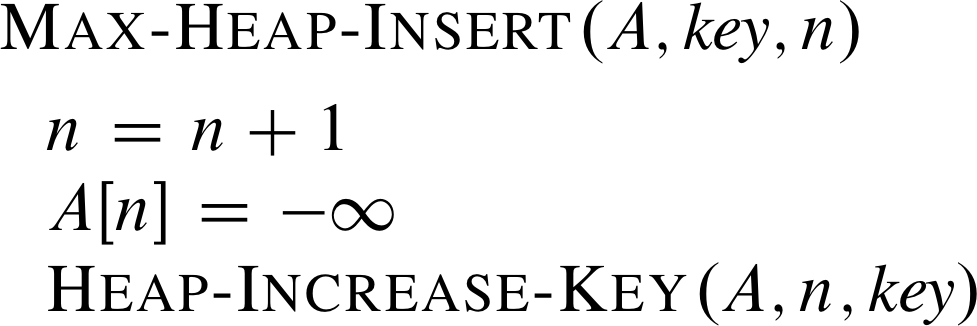 MAX-HEAP-INSERT(A, key, n)
n = n + 1
A[n] = −∞
HEAP-INCREASE-KEY(A, n, key)